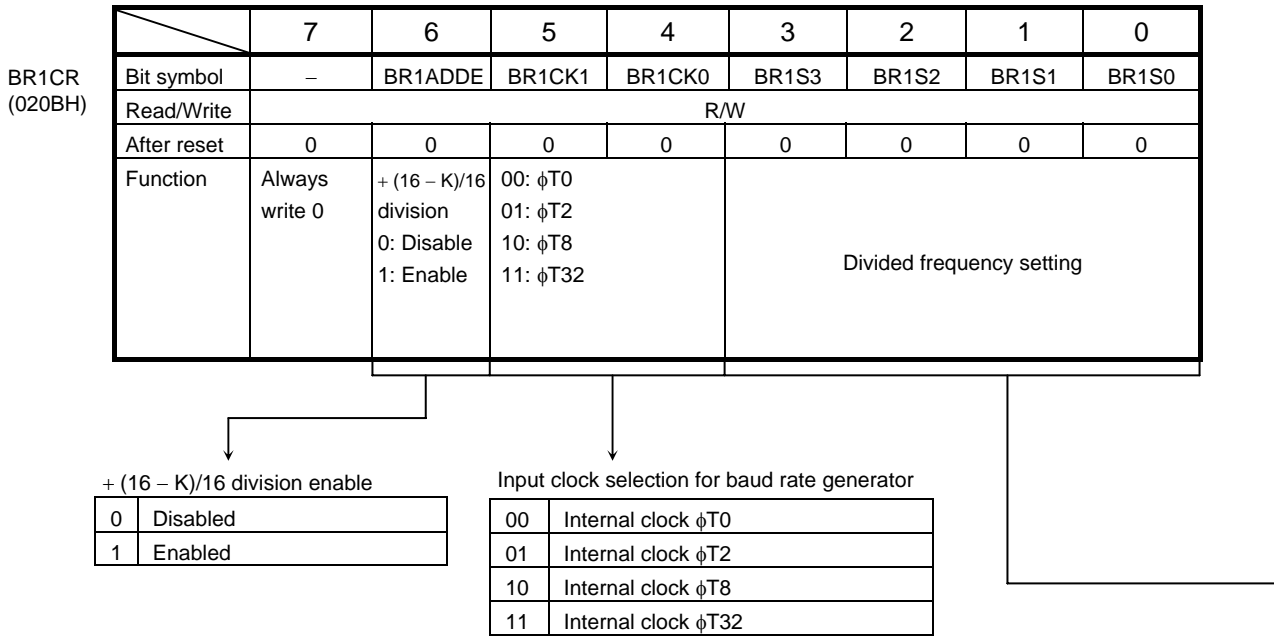 7 6 5 4 3 2 1 0
BR1CR
(020BH)
Bit symbol – BR1ADDE BR1CK1 BR1CK0 BR1S3 BR1S2 BR1S1 BR1S0
Read/Write R/W
After reset 0 0 0 0 0 0 0 0
Function Always + (16 − K)/16 00: ϕT0
write 0 division 01: ϕT2
0: Disable 10: ϕT8 Divided frequency setting
1: Enable 11: ϕT32
+ (16 − K)/16 division enable
0 Disabled
1 Enabled
Input clock selection for baud rate generator
00 Internal clock ϕT0
01 Internal clock ϕT2
10 Internal clock ϕT8
11 Internal clock ϕT32